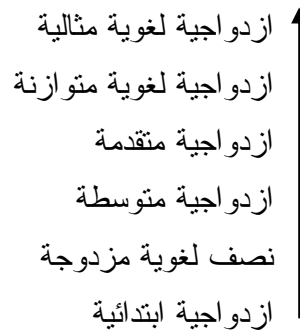 ازدواجية لغوية مثالية
ازدواجية لغوية متوازنة
ازدواجية متقدمة
ازدواجية متوسطة
نصف لغوية مزدوجة
ازدواجية ابتدائية